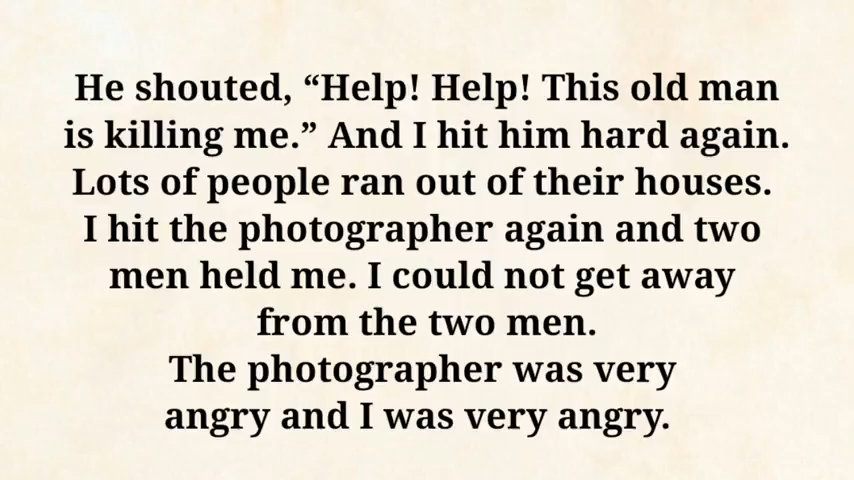 He shouted, “Help! Help! This old man
is killing me.” And I hit him hard again.
Lots of people ran out of their houses.
I hit the photographer again and two
men held me. I could not get away
from the two men.
The photographer was very
angry and I was very angry.